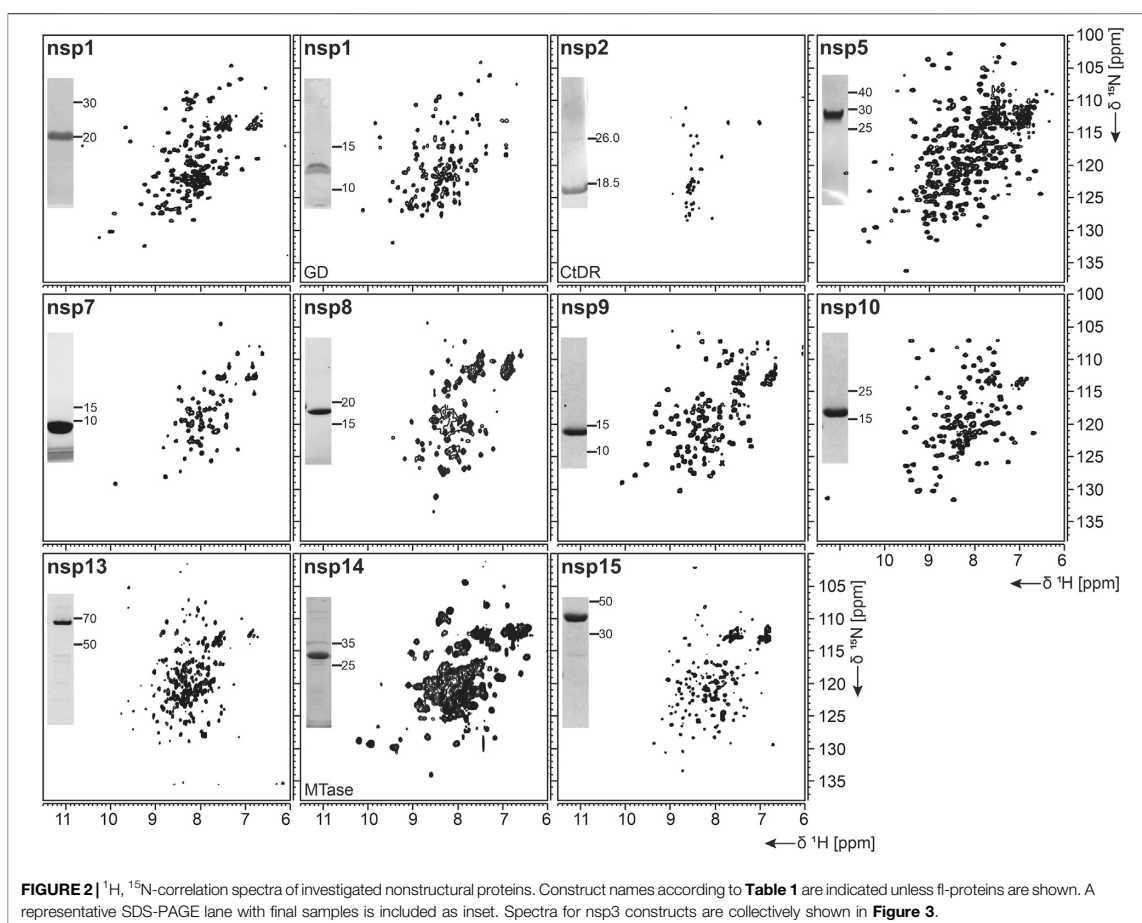 nsp1
30
20
nsp1
15
10
GD
nsp2
26.0
18.5
CtDR
nsp5
40
30
25
100
105
110
115
120
125
130
135
δ ¹⁵N [ppm]
nsp7
15
10
nsp8
20
15
nsp9
15
10
nsp10
25
15
100
105
110
115
120
125
130
135
10 9 8 7 6
δ ¹H [ppm]
nsp13
70
50
nsp14
35
25
MTase
nsp15
50
30
105
110
115
120
125
130
135
δ ¹⁵N [ppm]
11 10 9 8 7 6
11 10 9 8 7 6
11 10 9 8 7 6
δ ¹H [ppm]
FIGURE 2 | ¹H, ¹⁵N-correlation spectra of investigated nonstructural proteins. Construct names according to Table 1 are indicated unless fl-proteins are shown. A
representative SDS-PAGE lane with final samples is included as inset. Spectra for nsp3 constructs are collectively shown in Figure 3.